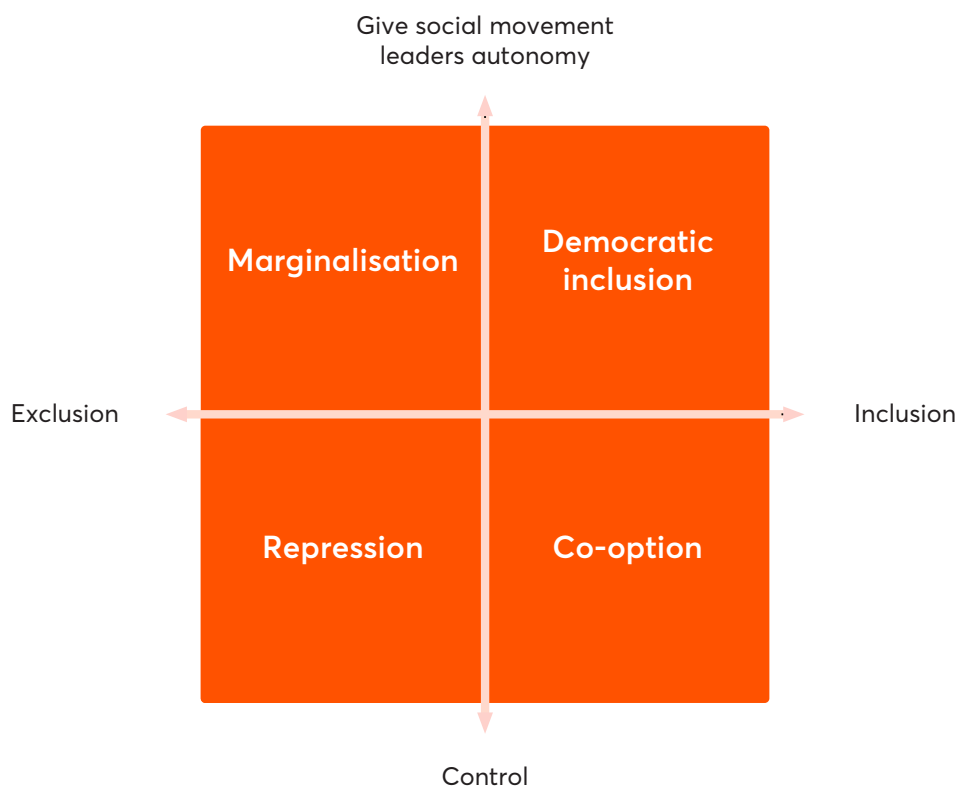 Give social movement
leaders autonomy
Marginalisation
Democratic
inclusion
Exclusion
Inclusion
Repression
Co-option
Control